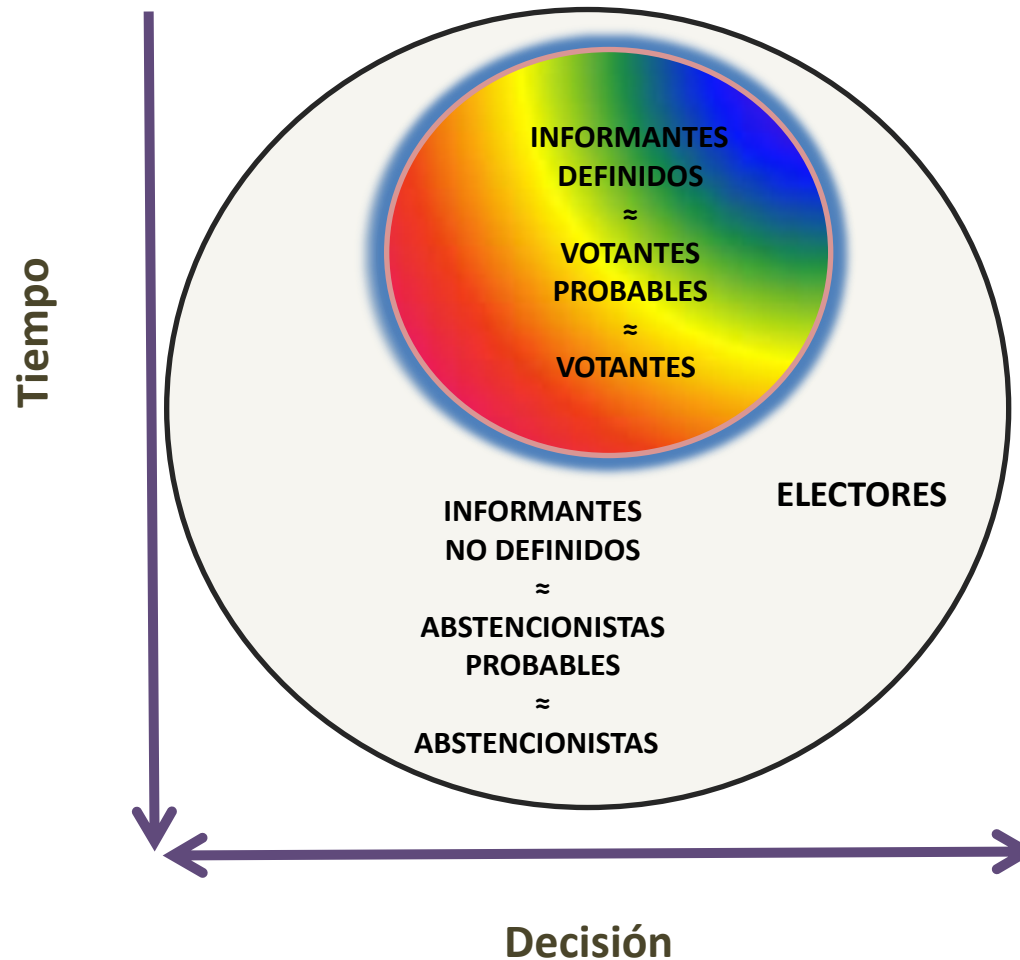 INFORMANTES
DEFINIDOS
≈
VOTANTES
PROBABLES
≈
VOTANTES
Tiempo
ELECTORES
INFORMANTES
NO DEFINIDOS
≈
ABSTENCIONISTAS
PROBABLES
≈
ABSTENCIONISTAS
Decisión